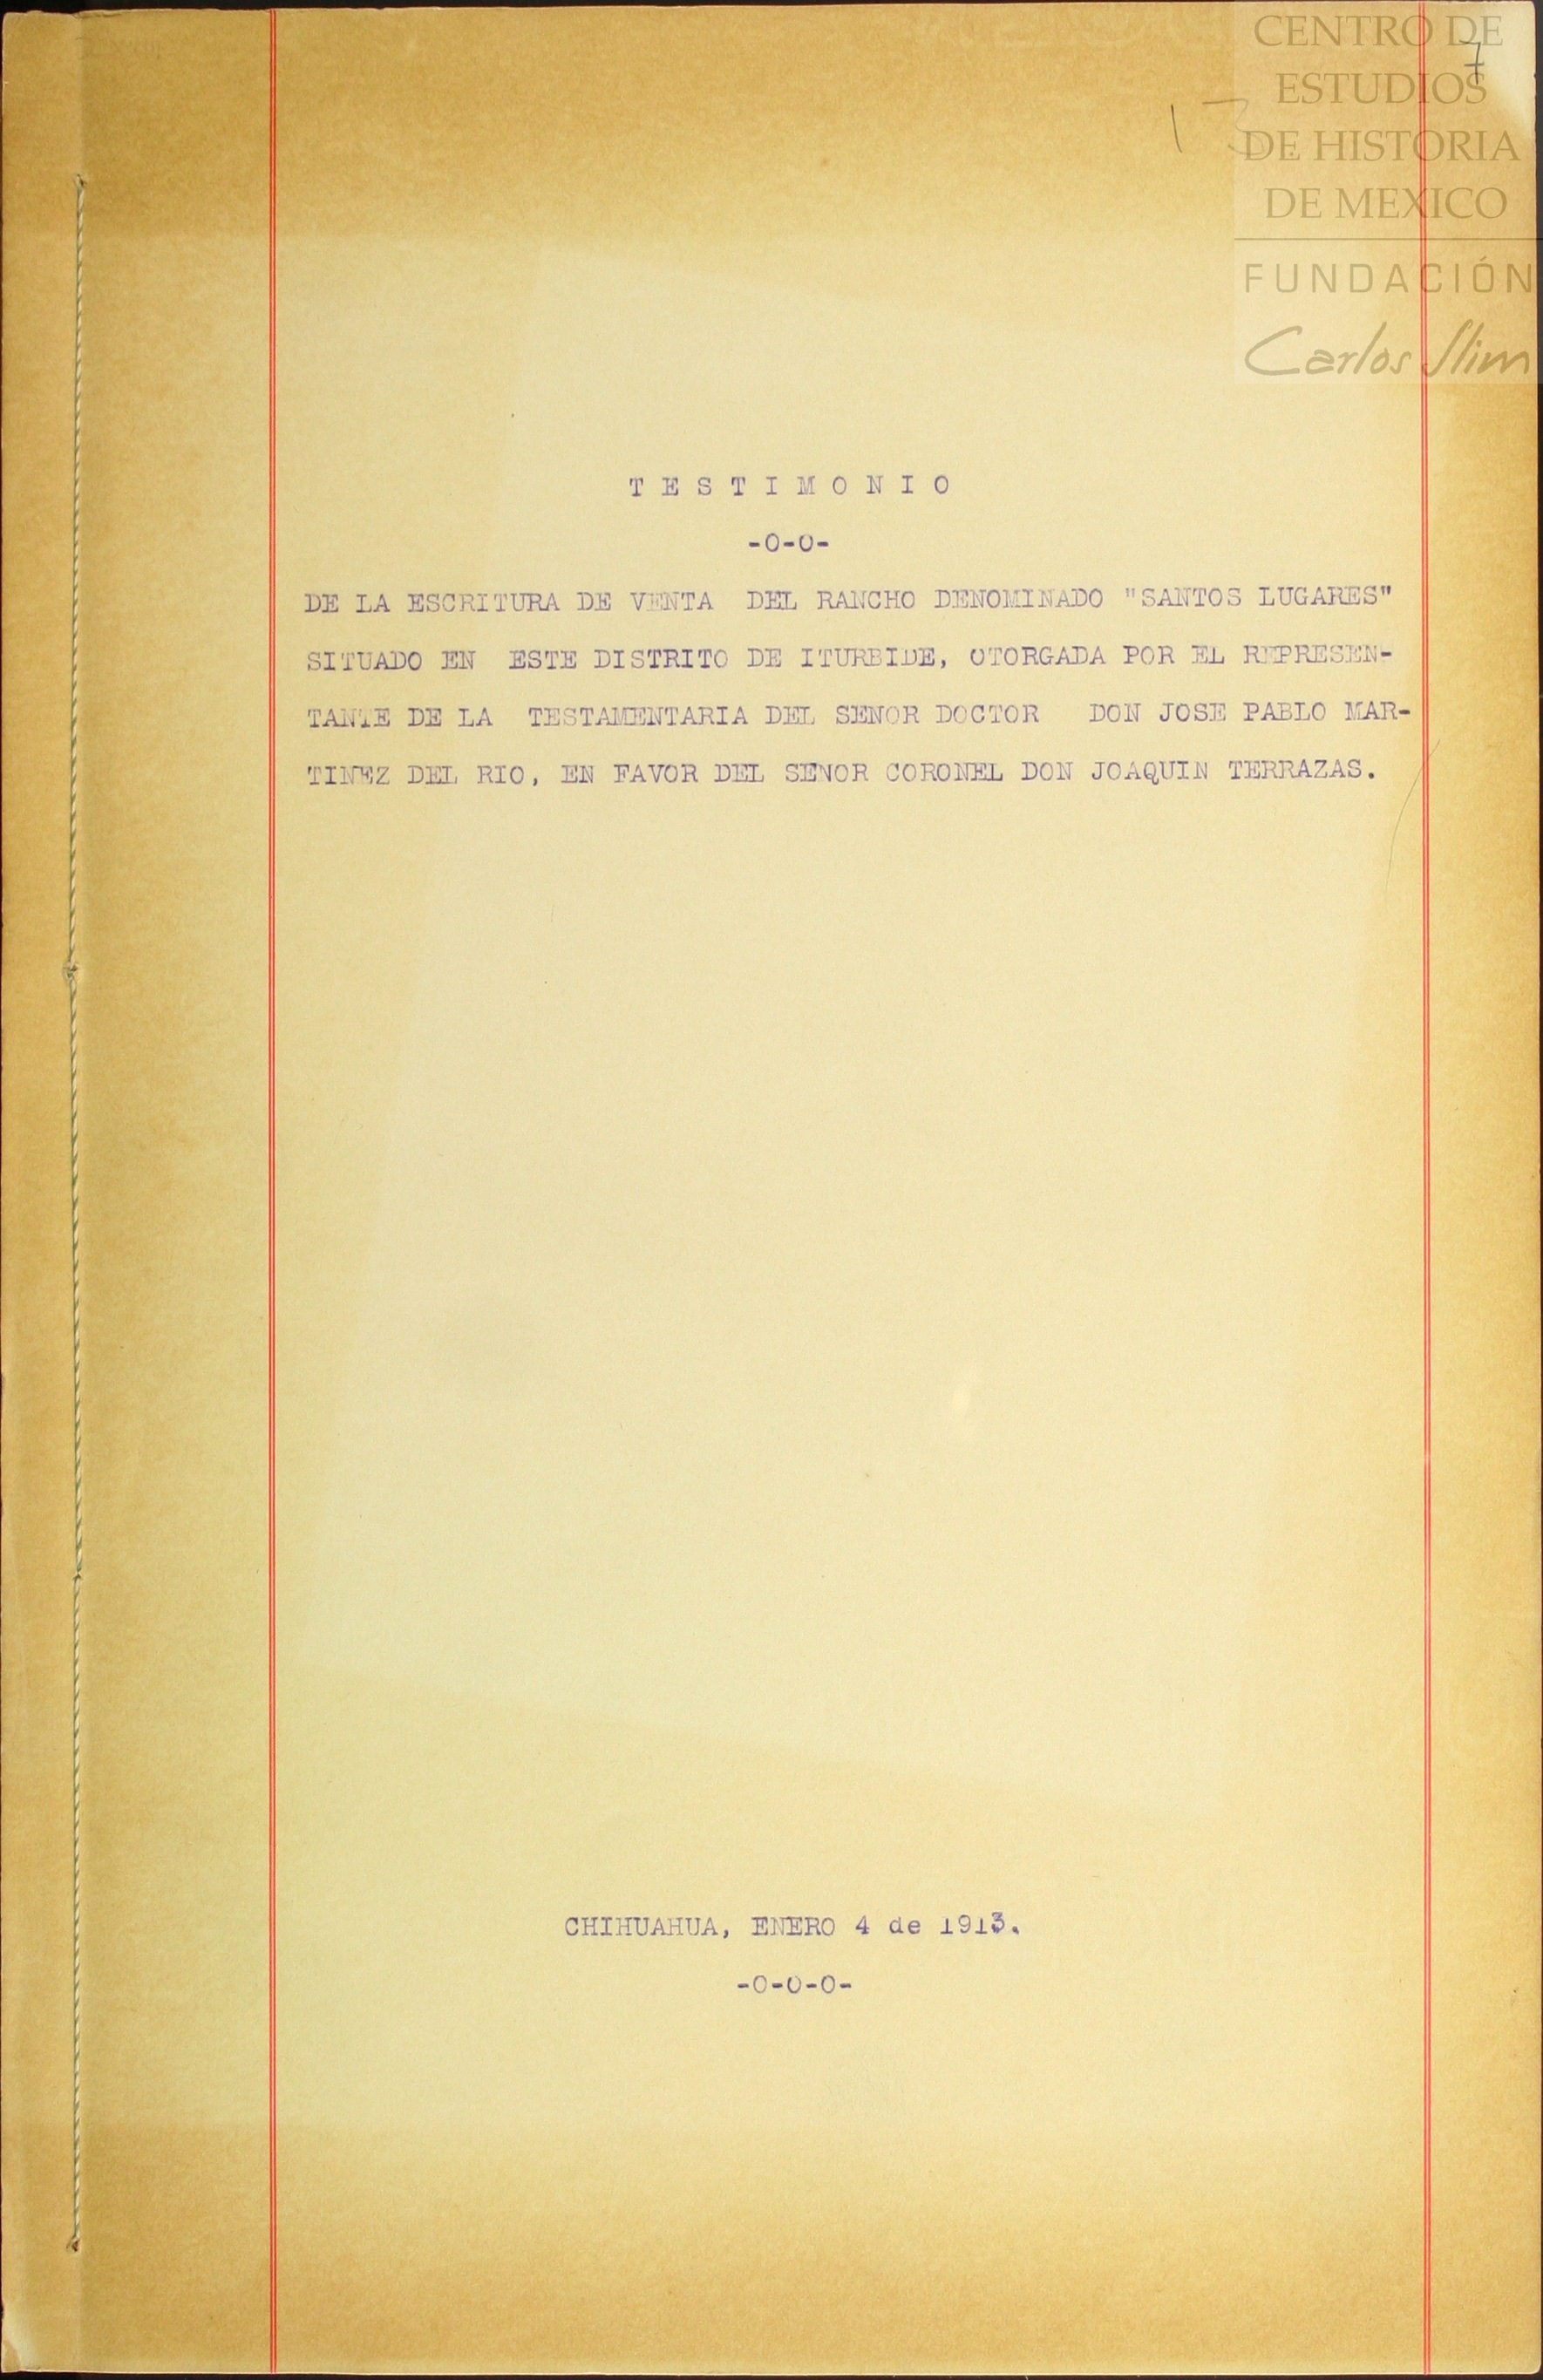 CENTRO DE
ESTUDIOS
DE HISTORIA
DE MEXICO
FUNDACIÓN
Carlos Slim
TESTIMONIO
-O-O-
DE LA ESCRITURA DE VENTA DEL RANCHO DENOMINADO "SANTOS LUGARES"
SITUADO EN ESTE DISTRITO DE ITURBIDE, OTORGADA POR EL REPRESEN-
TANTE DE LA TESTAMENTARIA DEL SENOR DOCTOR DON JOSE PABLO MAR-
TINEZ DEL RIO, EN FAVOR DEL SENOR CORONEL DON JOAQUIN TERRAZAS.
CHIHUAHUA, ENERO 4 de 1913.
-O-O-O-